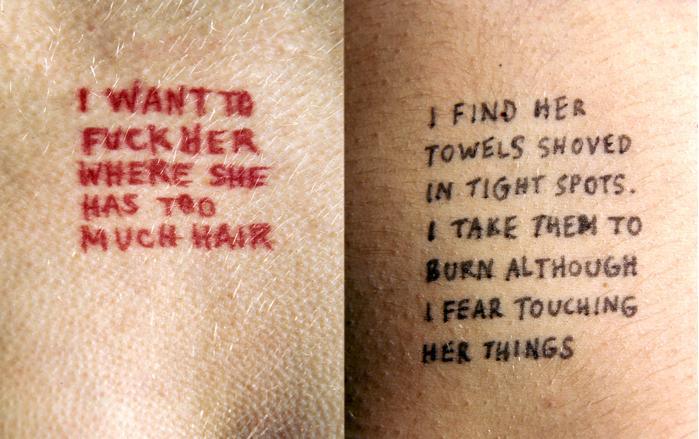 I WANT TO
FUCK HER
WHERE SHE
HAS TOO
MUCH HAIR
I FIND HER
TOWELS SHOVED
IN TIGHT SPOTS.
I TAKE THEM TO
BURN ALTHOUGH
I FEAR TOUCHING
HER THINGS